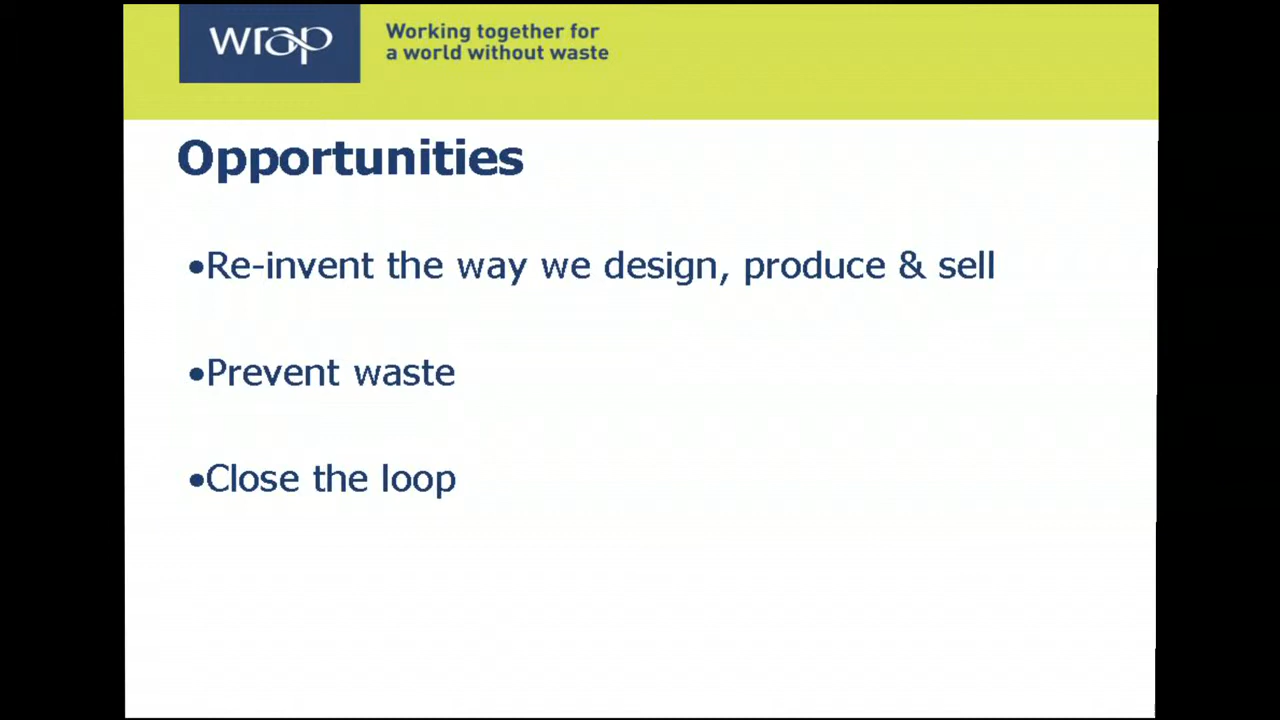 wrap
Working together for
a world without waste
Opportunities
•Re-invent the way we design, produce & sell
•Prevent waste
•Close the loop